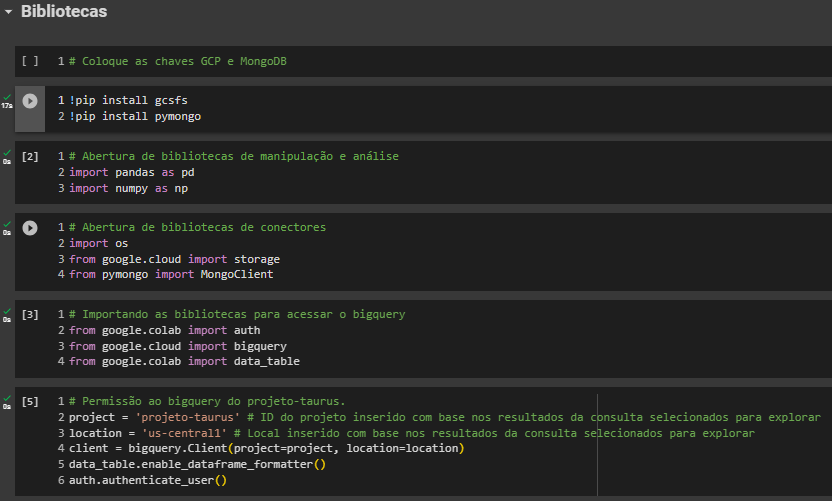 Bibliotecas
[ ] 1 # Coloque as chaves GCP e MongoDB
17s 1 !pip install gcsfs
2 !pip install pymongo
0s [2] 1 # Abertura de bibliotecas de manipulação e análise
2 import pandas as pd
3 import numpy as np
0s 1 # Abertura de bibliotecas de conectores
2 import os
3 from google.cloud import storage
4 from pymongo import MongoClient
0s [3] 1 # Importando as bibliotecas para acessar o bigquery
2 from google.colab import auth
3 from google.cloud import bigquery
4 from google.colab import data_table
0s [5] 1 # Permissão ao bigquery do projeto-taurus.
2 project = 'projeto-taurus' # ID do projeto inserido com base nos resultados da consulta selecionados para explorar
3 location = 'us-central1' # Local inserido com base nos resultados da consulta selecionados para explorar
4 client = bigquery.Client(project=project, location=location)
5 data_table.enable_dataframe_formatter()
6 auth.authenticate_user()